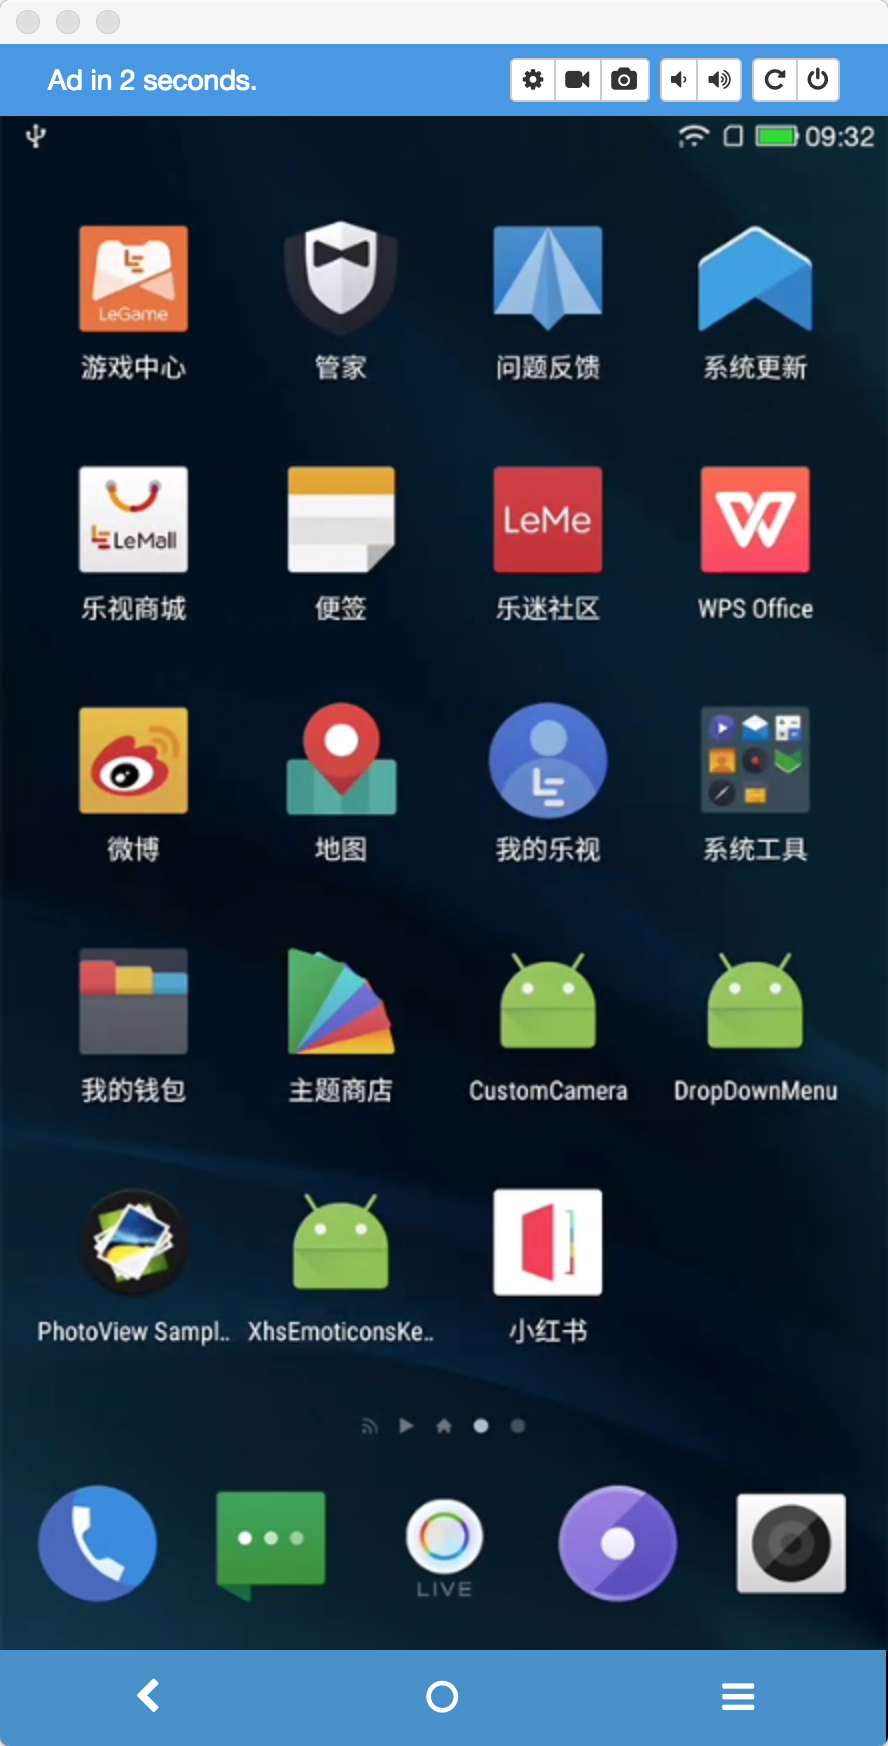 Ad in 2 seconds.
09:32
LeGame
游戏中心
管家
问题反馈
系统更新
LeMall
LeMe
乐视商城
便签
乐迷社区
WPS Office
微博
地图
我的乐视
系统工具
我的钱包
主题商店
CustomCamera
DropDownMenu
PhotoView Sampl..
XhsEmoticonsKe..
小红书
LIVE